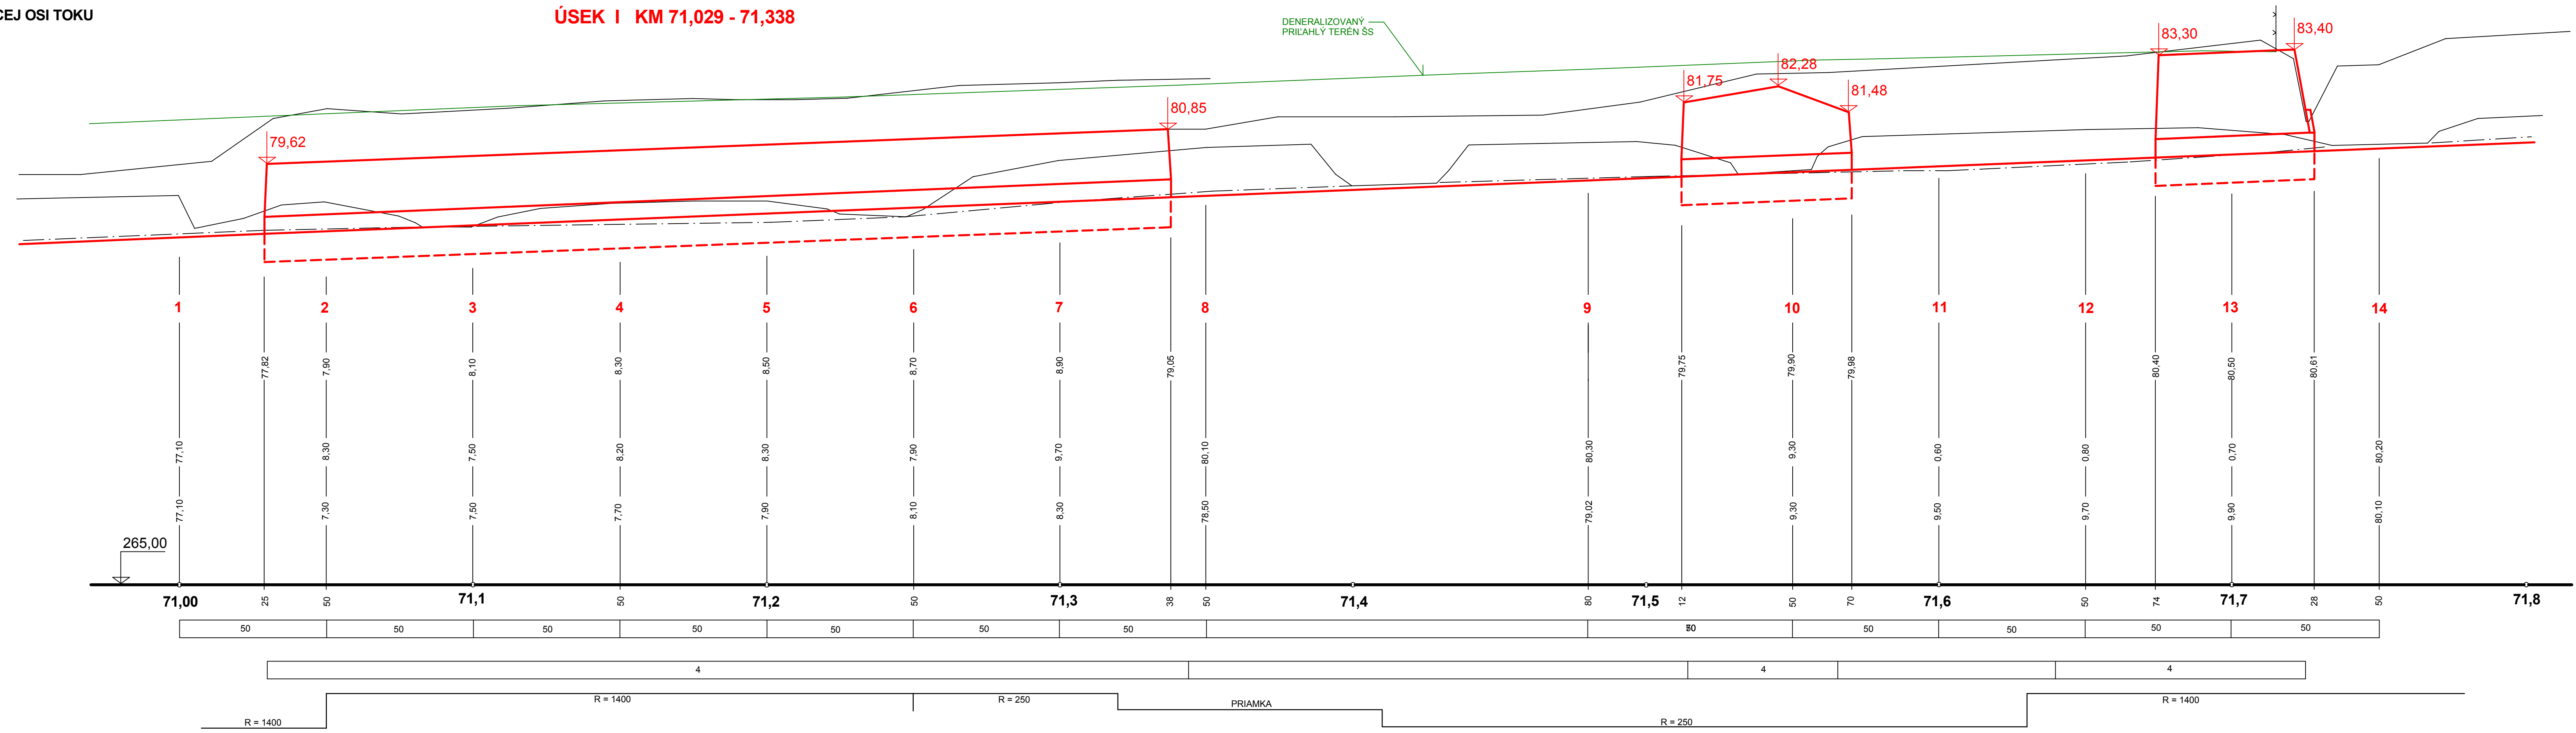 CEJ OSI TOKU
ÚSEK I KM 71,029 - 71,338
DENERALIZOVANÝ
PRIĽAHLÝ TERÉN ŠS
83,30
83,40
82,28
81,75
81,48
80,85
79,62
1 2 3 4 5 6 7 8 9 10 11 12 13 14
77,82 7,90 8,10 8,30 8,50 8,70 8,90 79,05 79,75 79,90 79,98 80,40 80,50 80,61
77,10 8,30 7,50 8,20 8,30 7,90 9,70 80,10 80,30 9,30 0,60 0,80 0,70 80,20
77,10 7,30 7,50 7,70 7,90 8,10 8,30 78,50 79,02 9,30 9,50 9,70 9,90 80,10
265,00
71,00 25 50 71,1 50 71,2 50 71,3 38 50 71,4 80 71,5 12 50 70 71,6 50 74 71,7 28 50 71,8
50 50 50 50 50 50 50 50 50 50 50 50
4 4 4
R = 1400 R = 250 R = 1400
PRIAMKA
R = 1400 R = 250